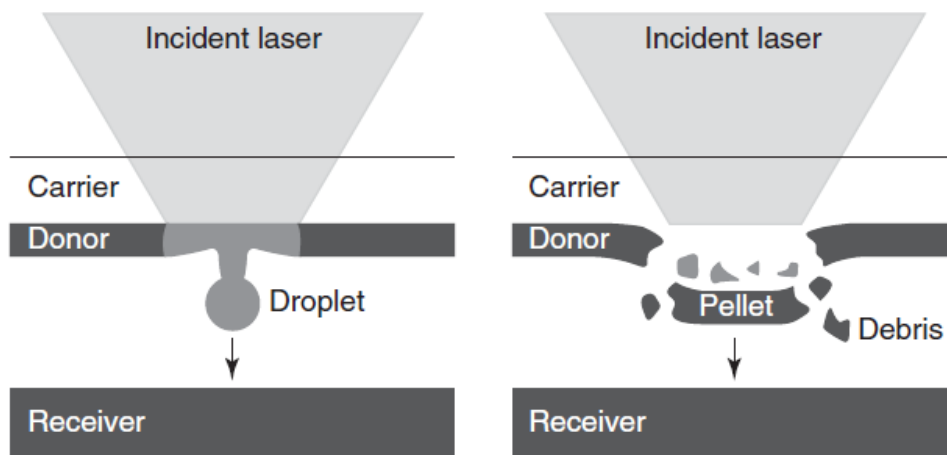 Incident laser
Carrier
Donor
Droplet
Receiver
Incident laser
Carrier
Donor
Pellet
Debris
Receiver